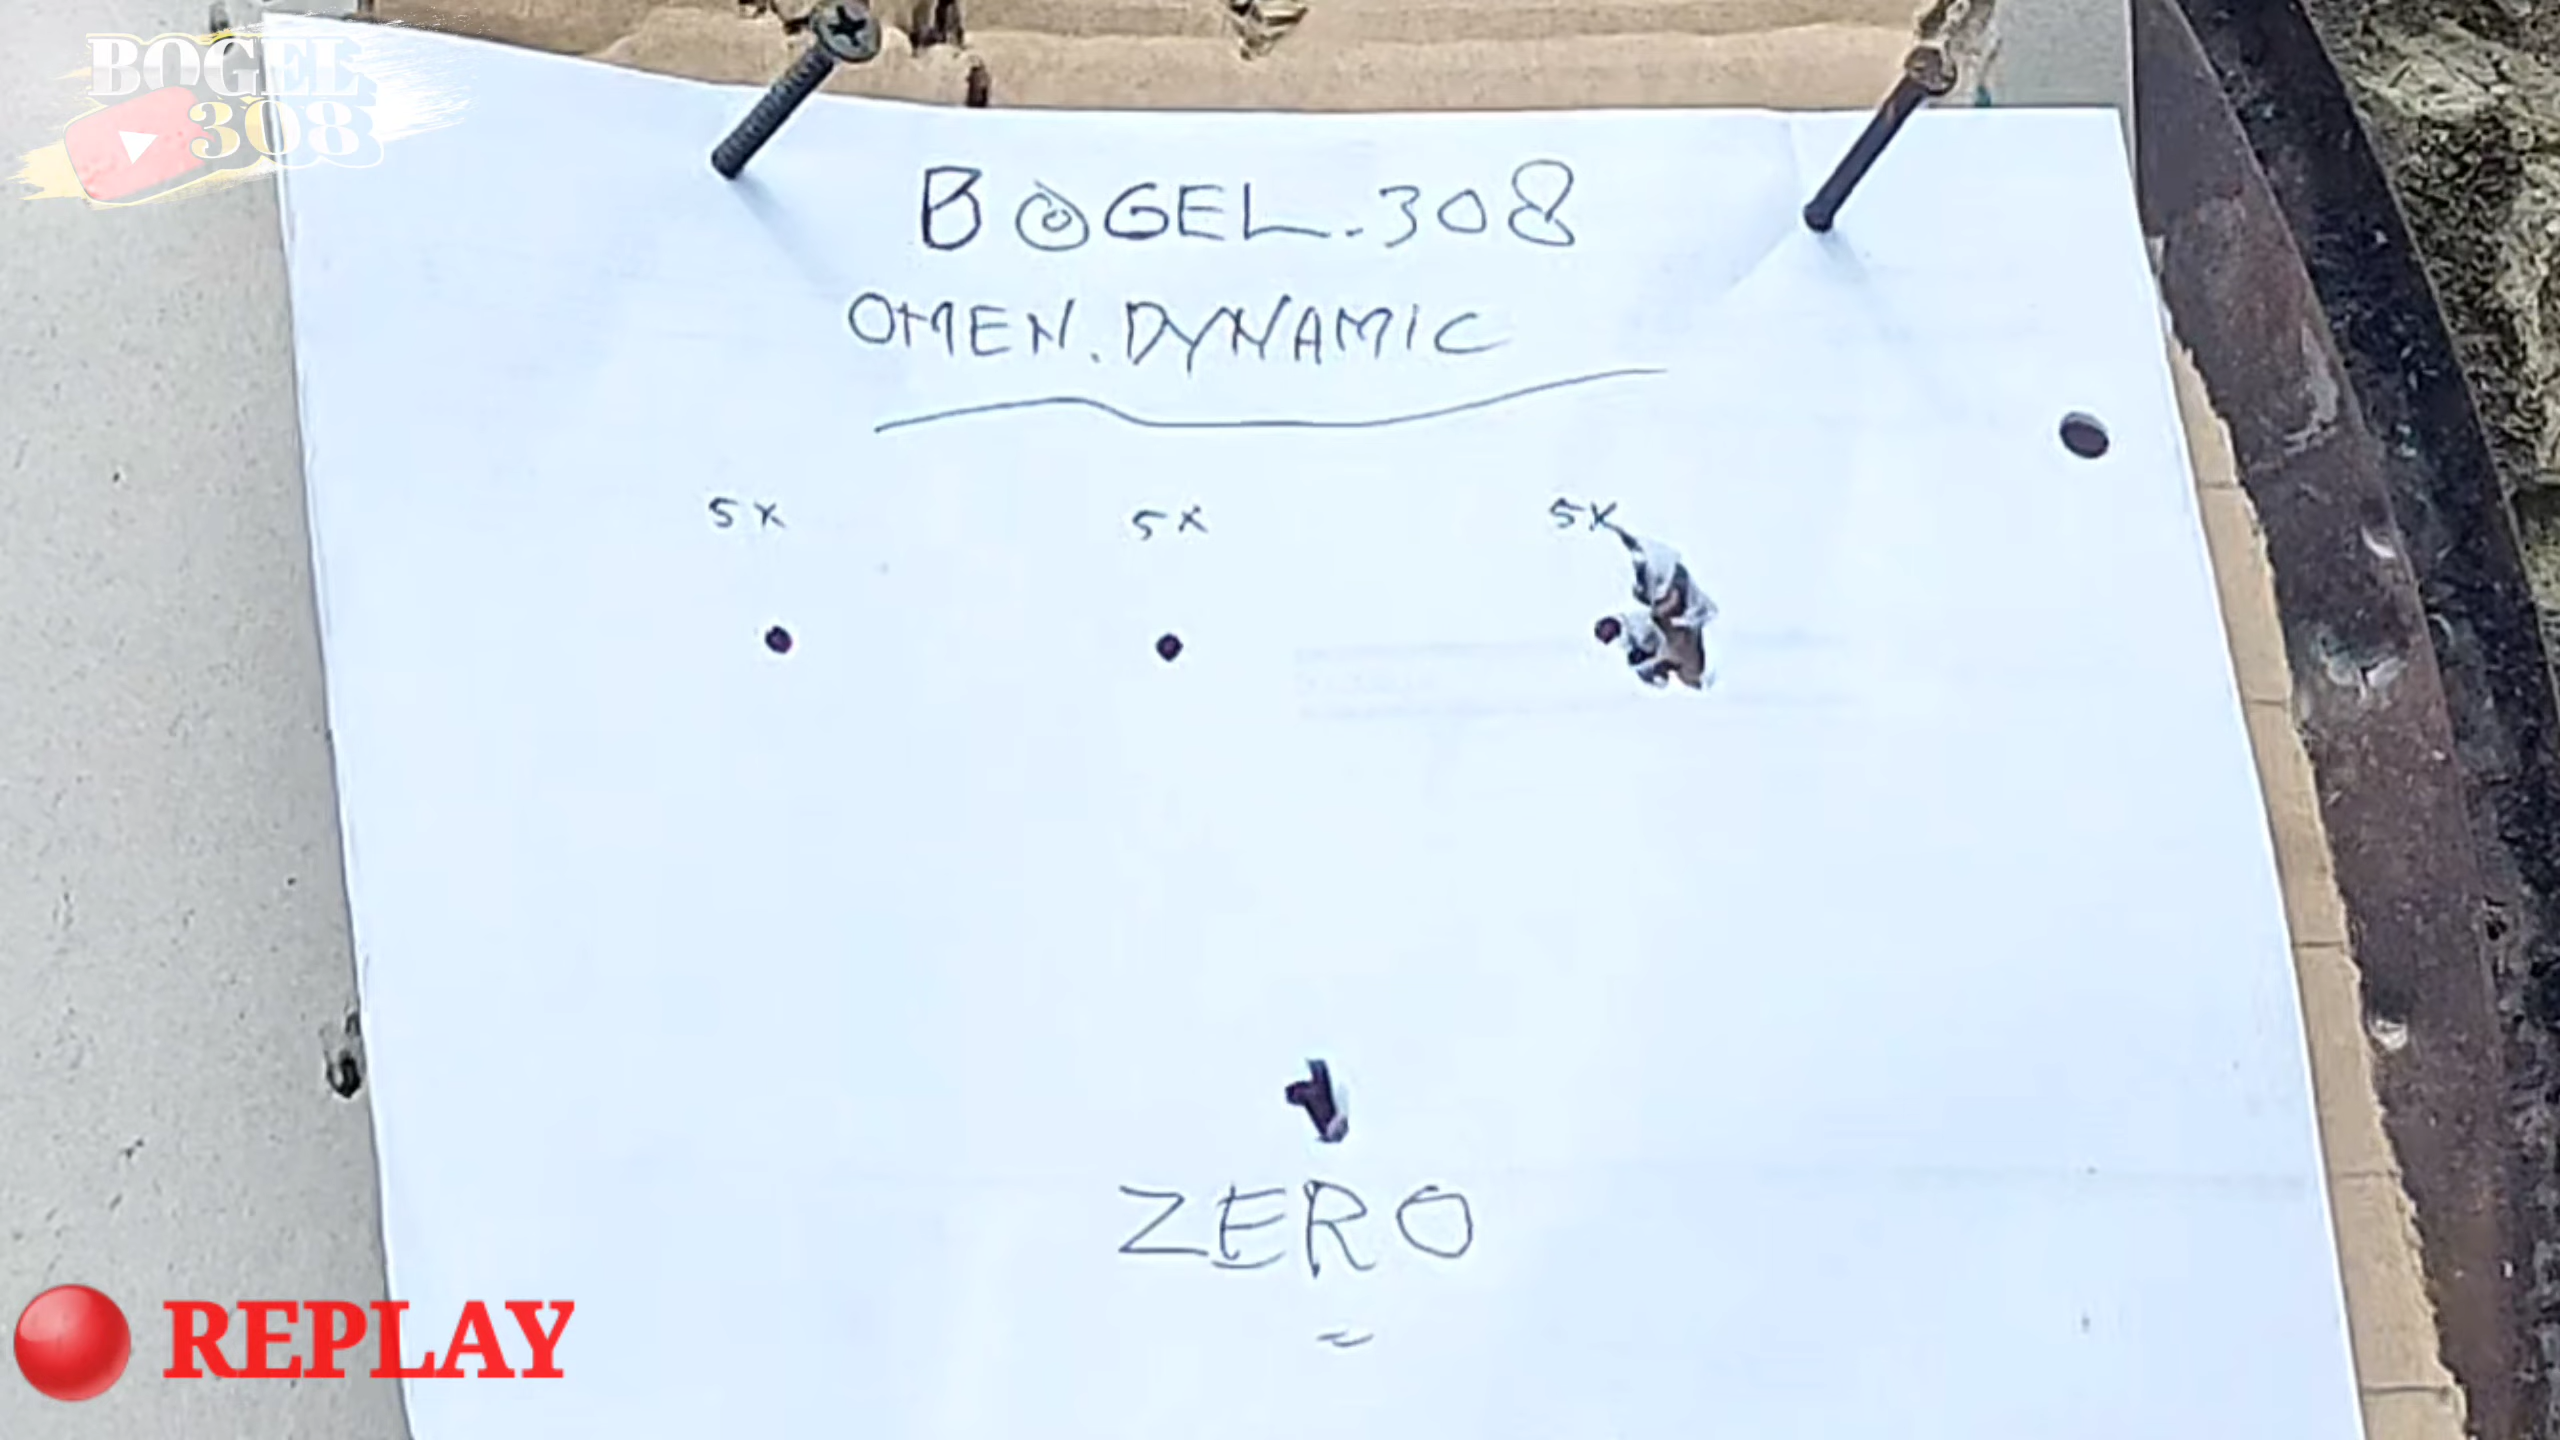 BOGEL
308
BOGEL.308
OMEN.DYNAMIC
5X 5X 5X
ZERO
REPLAY